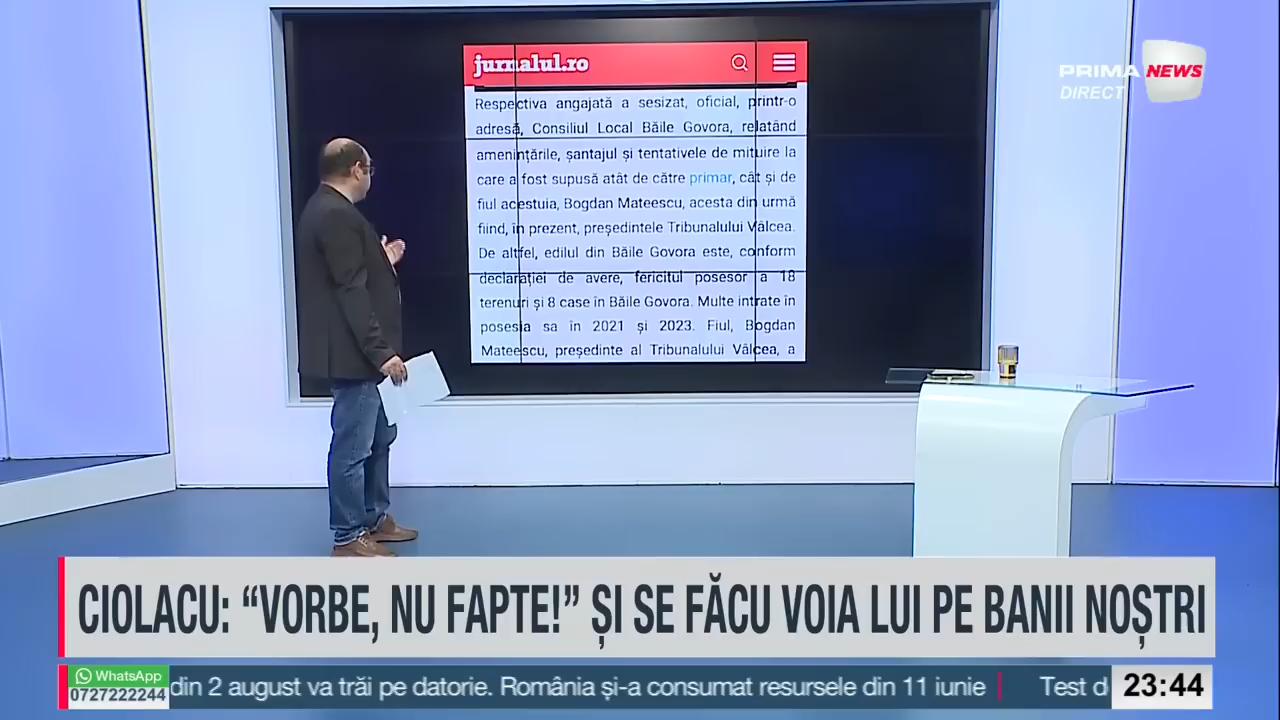 jurnalul.ro
PRIMA NEWS
DIRECT
Respectiva angajată a sesizat, oficial, printr-o
adresă, Consiliul Local Băile Govora, relatând
amenințările, șantajul și tentativele de mituire la
care a fost supusă atât de către primar, cât și de
fiul acestuia, Bogdan Mateescu, acesta din urmă
fiind, în prezent, președintele Tribunalului Vâlcea.
De altfel, edilul din Băile Govora este, conform
declarației de avere, fericitul posesor a 18
terenuri și 8 case în Băile Govora. Multe intrate în
posesia sa în 2021 și 2023. Fiul, Bogdan
Mateescu, președinte al Tribunalului Vâlcea, a
CIOLACU: “VORBE, NU FAPTE!” ȘI SE FĂCU VOIA LUI PE BANII NOȘTRI
WhatsApp
0727222244
din 2 august va trăi pe datorie. România și-a consumat resursele din 11 iunie | Test d
23:44